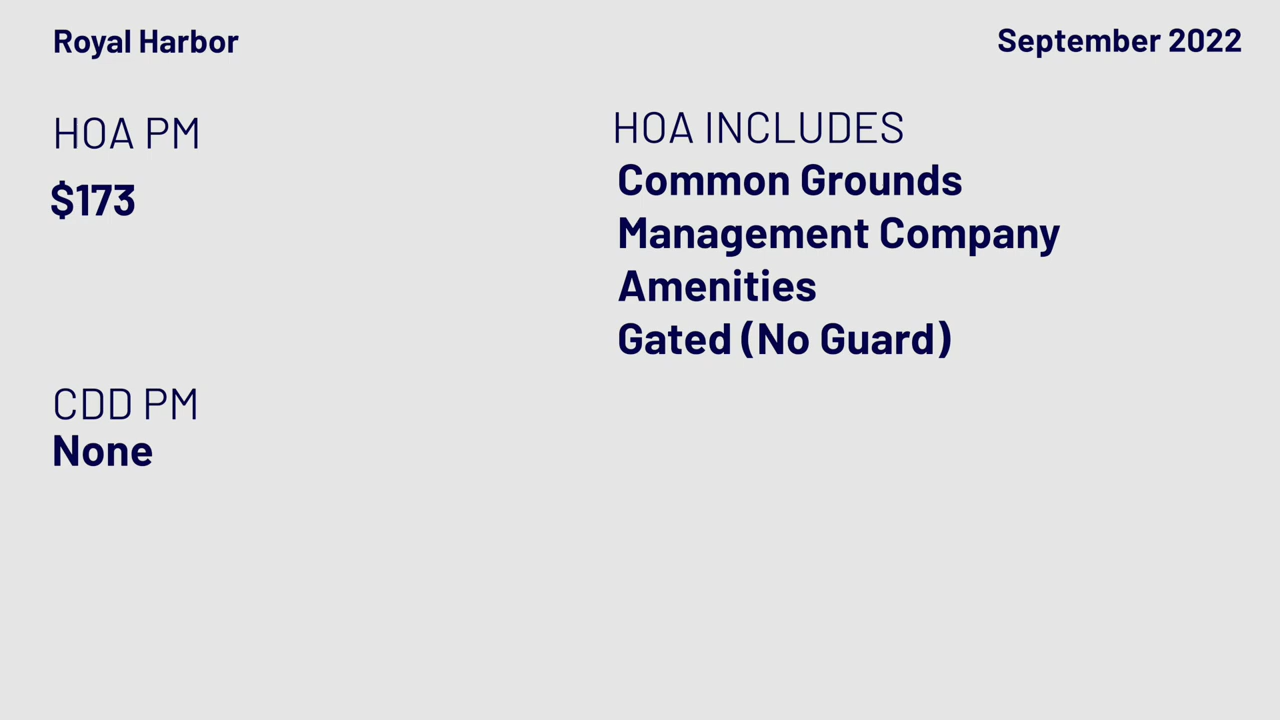 Royal Harbor
September 2022
HOA PM
$173
HOA INCLUDES
Common Grounds
Management Company
Amenities
Gated (No Guard)
CDD PM
None